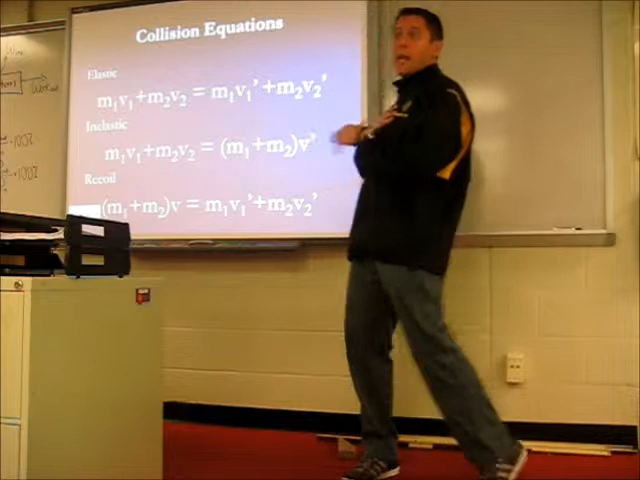 Collision Equations
Elastic
m₁v₁+m₂v₂ = m₁v₁'+m₂v₂'
Inelastic
m₁v₁+m₂v₂ = (m₁+m₂)v'
Recoil
(m₁+m₂)v = m₁v₁'+m₂v₂'